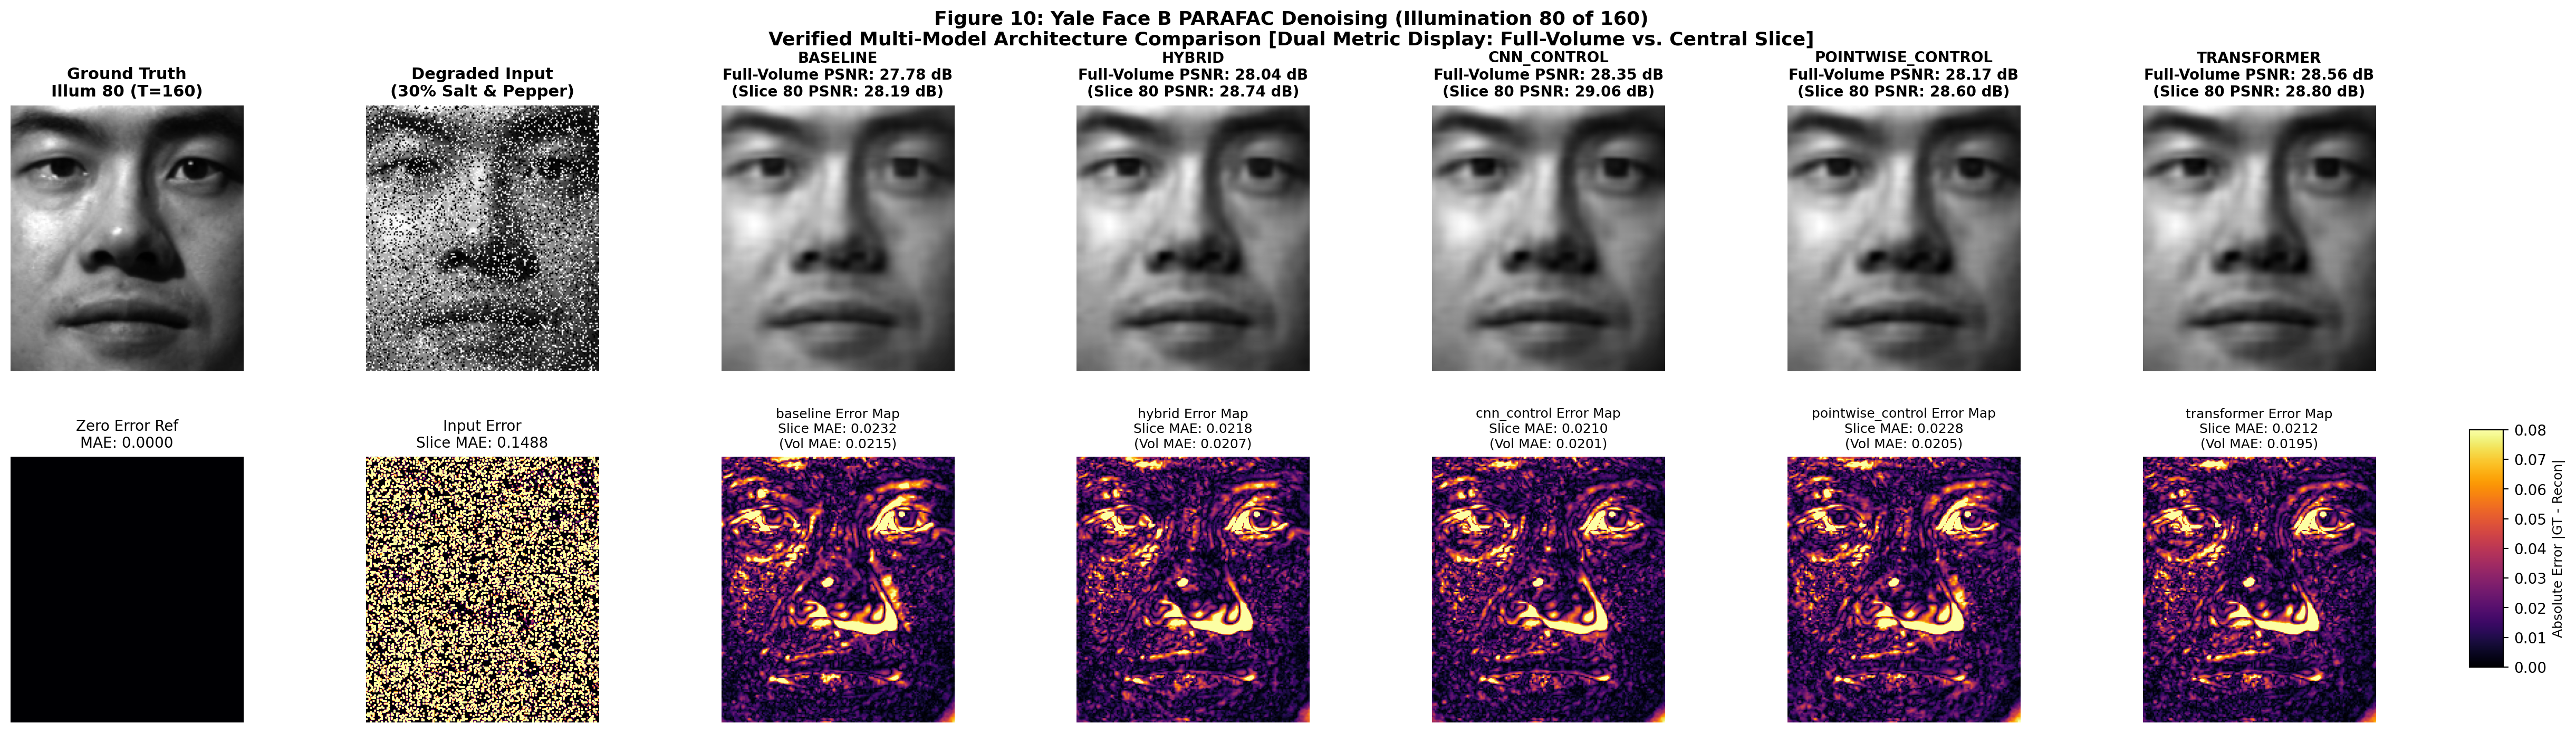 Figure 10: Yale Face B PARAFAC Denoising (Illumination 80 of 160)
Verified Multi-Model Architecture Comparison [Dual Metric Display: Full-Volume vs. Central Slice]
Ground Truth
Illum 80 (T=160)
Degraded Input
(30% Salt & Pepper)
BASELINE
Full-Volume PSNR: 27.78 dB
(Slice 80 PSNR: 28.19 dB)
HYBRID
Full-Volume PSNR: 28.04 dB
(Slice 80 PSNR: 28.74 dB)
CNN_CONTROL
Full-Volume PSNR: 28.35 dB
(Slice 80 PSNR: 29.06 dB)
POINTWISE_CONTROL
Full-Volume PSNR: 28.17 dB
(Slice 80 PSNR: 28.60 dB)
TRANSFORMER
Full-Volume PSNR: 28.56 dB
(Slice 80 PSNR: 28.80 dB)
Zero Error Ref
MAE: 0.0000
Input Error
Slice MAE: 0.1488
baseline Error Map
Slice MAE: 0.0232
(Vol MAE: 0.0215)
hybrid Error Map
Slice MAE: 0.0218
(Vol MAE: 0.0207)
cnn_control Error Map
Slice MAE: 0.0210
(Vol MAE: 0.0201)
pointwise_control Error Map
Slice MAE: 0.0228
(Vol MAE: 0.0205)
transformer Error Map
Slice MAE: 0.0212
(Vol MAE: 0.0195)
0.08
0.07
0.06
0.05
0.04
0.03
0.02
0.01
0.00
Absolute Error |GT - Recon|